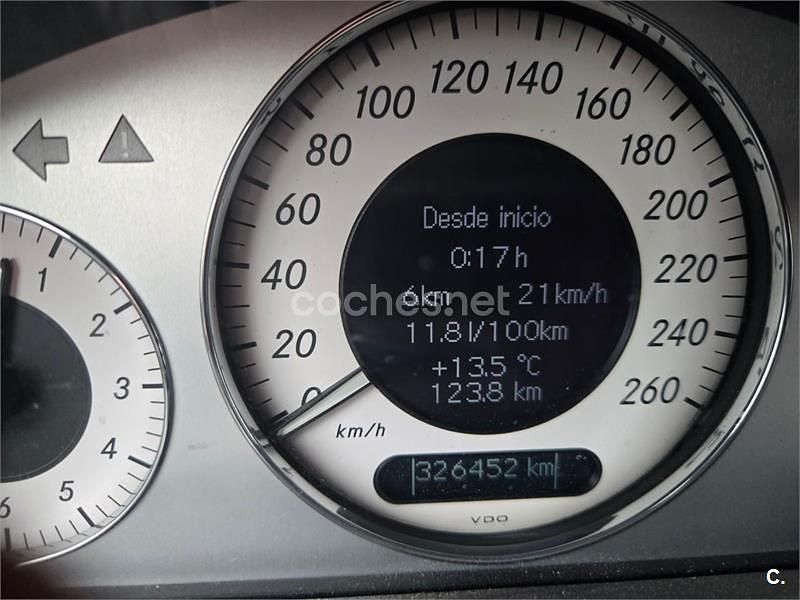 120 140
100 160
80 180
60 200
40 220
20 240
0 260
Desde inicio
0:17h
6km 21km/h
11.8l/100km
+13.5 °C
123.8 km
km/h
326452 km
VDO
1
2
3
4
5
6
coches.net
C.